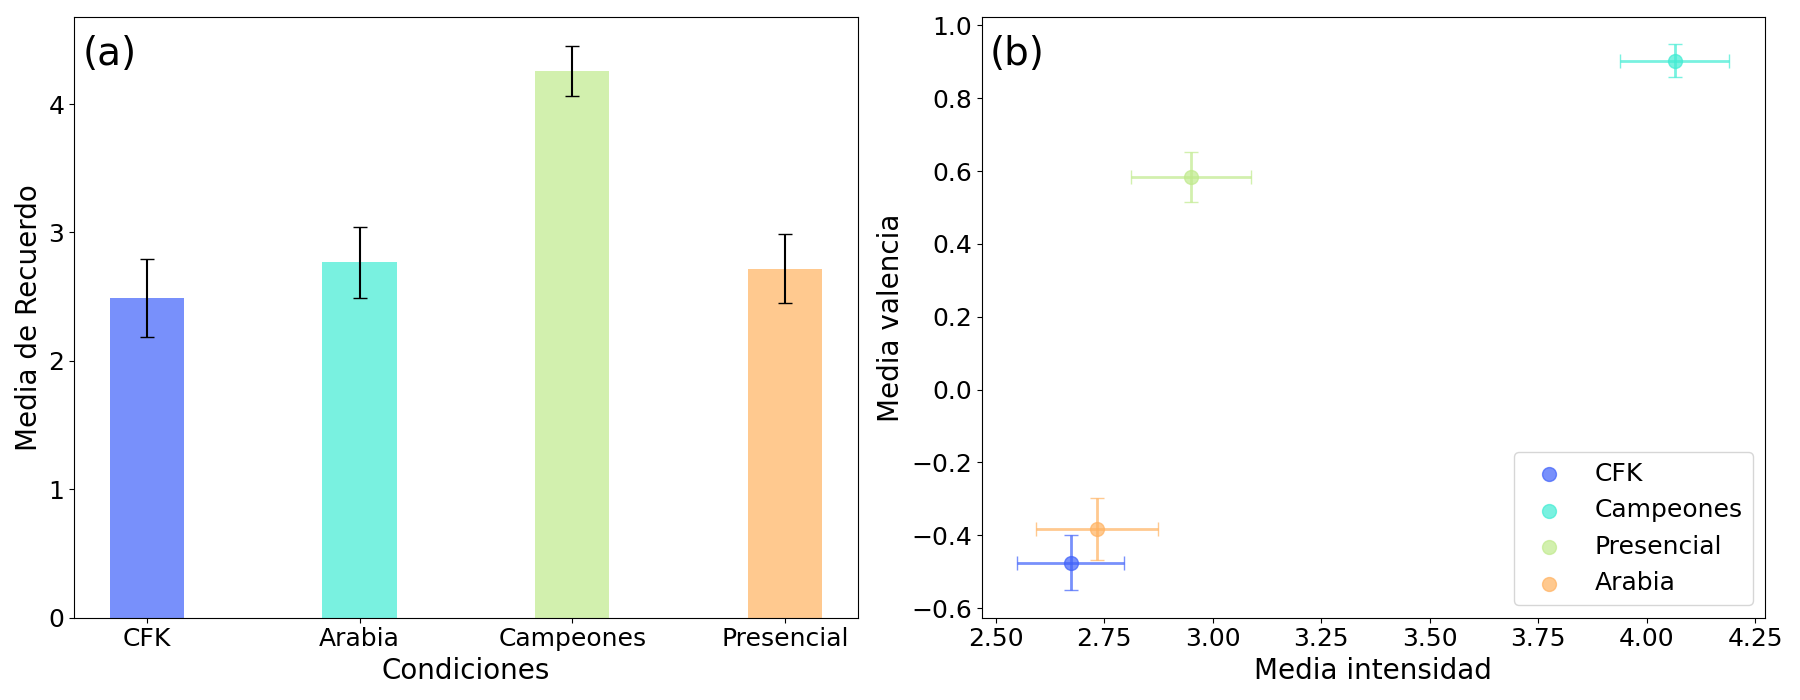 (a)
Media de Recuerdo
4
3
2
1
0
CFK Arabia Campeones Presencial
Condiciones
(b)
Media valencia
1.0
0.8
0.6
0.4
0.2
0.0
−0.2
−0.4
−0.6
CFK
Campeones
Presencial
Arabia
2.50 2.75 3.00 3.25 3.50 3.75 4.00 4.25
Media intensidad